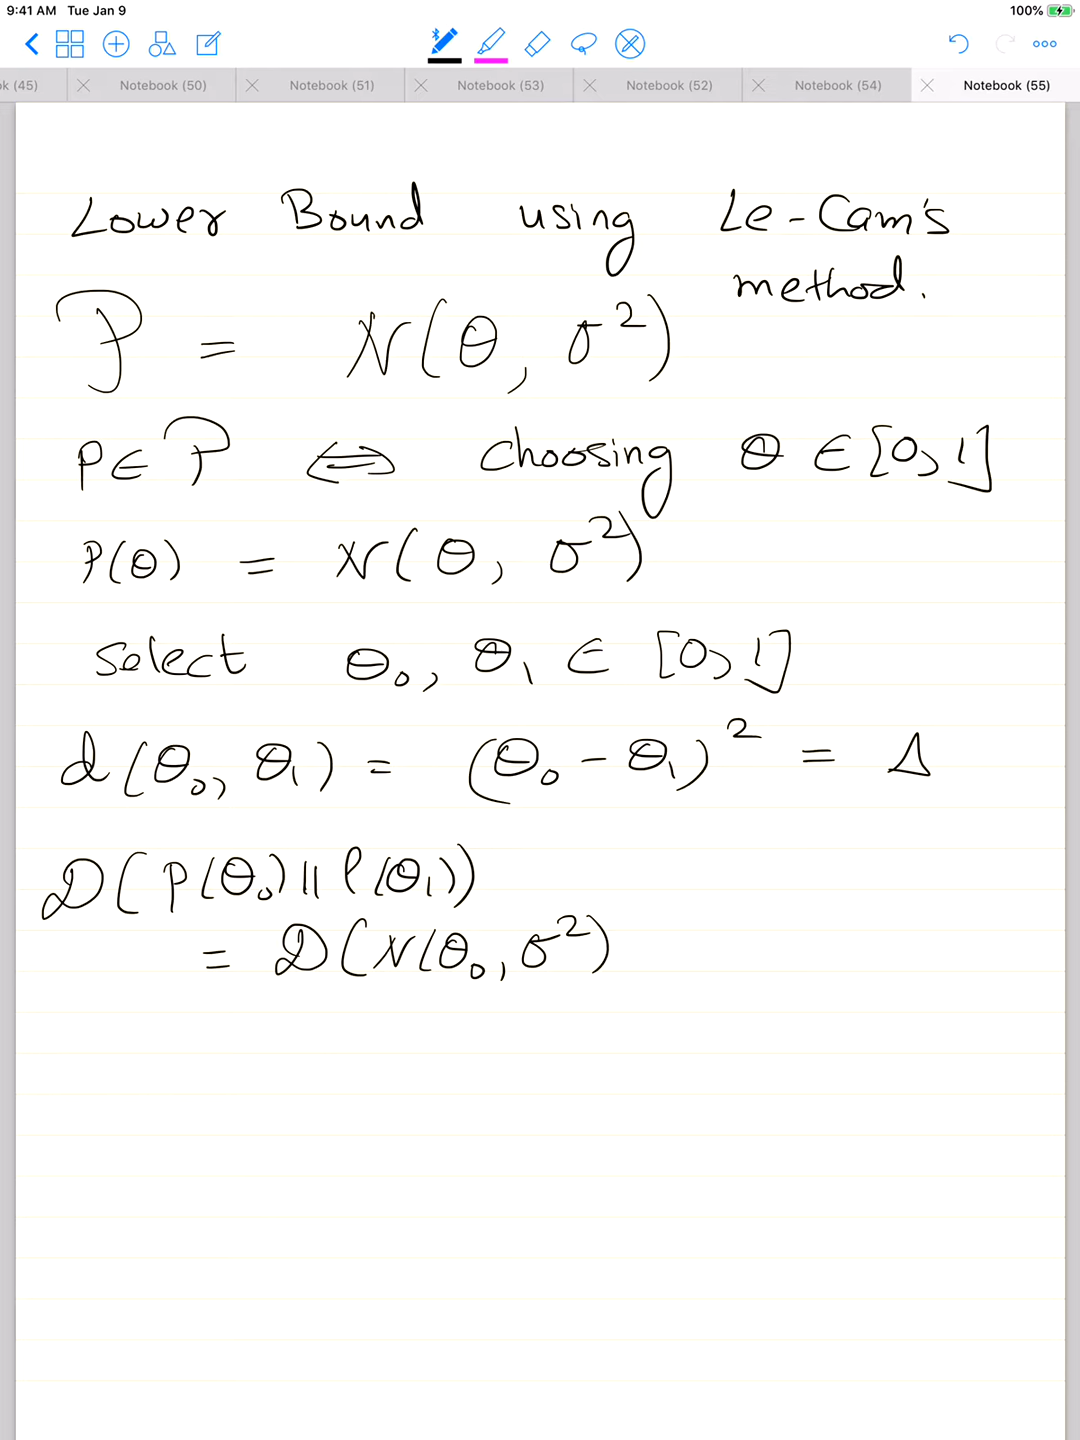 9:41 AM Tue Jan 9 100%
k (45) Notebook (50) Notebook (51) Notebook (53) Notebook (52) Notebook (54) Notebook (55)
Lower Bound using Le-Cam's
method.
𝒫 = N(θ, σ²)
P ∈ 𝒫 ⇔ choosing θ ∈ [0,1]
P(θ) = N(θ, σ²)
select θ₀, θ₁ ∈ [0,1]
d(θ₀, θ₁) = (θ₀ - θ₁)² = Δ
D(P(θ₀) || P(θ₁))
= D(N(θ₀, σ²)